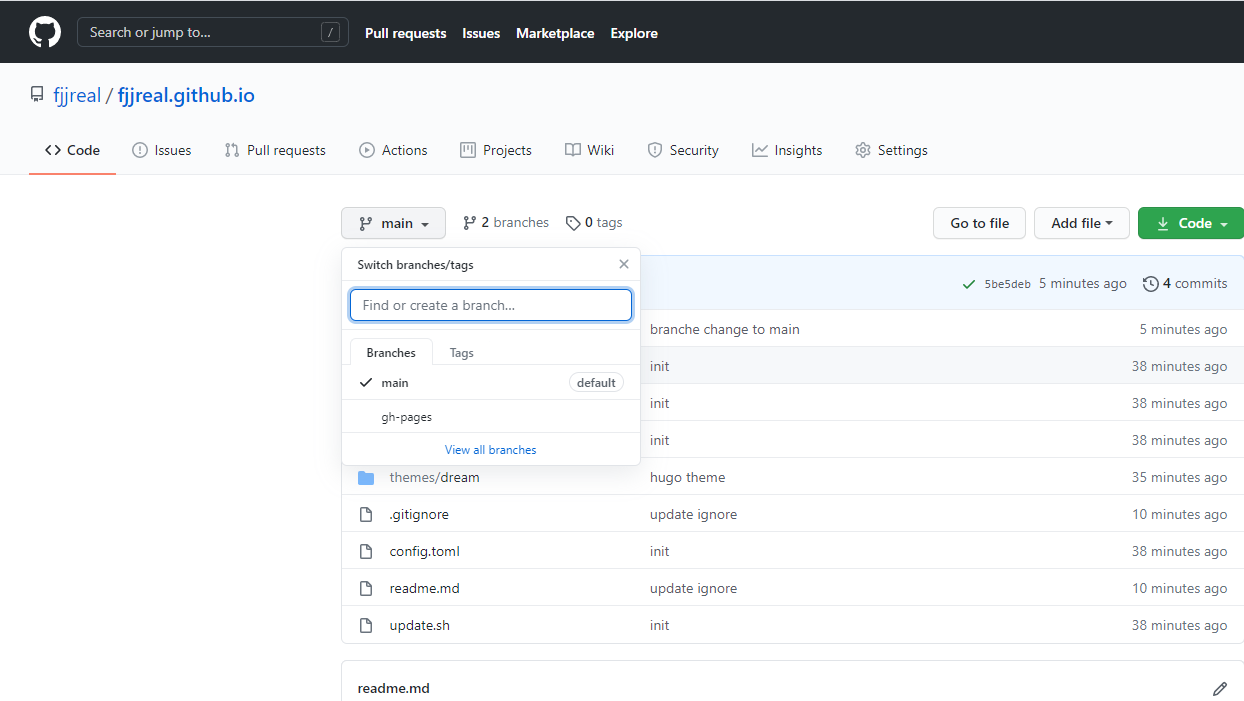 Search or jump to... /
Pull requests Issues Marketplace Explore
fjjreal / fjjreal.github.io
Code Issues Pull requests Actions Projects Wiki Security Insights Settings
main 2 branches 0 tags Go to file Add file Code
Switch branches/tags
Find or create a branch...
Branches Tags
main default
gh-pages
View all branches
5be5deb 5 minutes ago 4 commits
branche change to main 5 minutes ago
init 38 minutes ago
init 38 minutes ago
init 38 minutes ago
themes/dream hugo theme 35 minutes ago
.gitignore update ignore 10 minutes ago
config.toml init 38 minutes ago
readme.md update ignore 10 minutes ago
update.sh init 38 minutes ago
readme.md